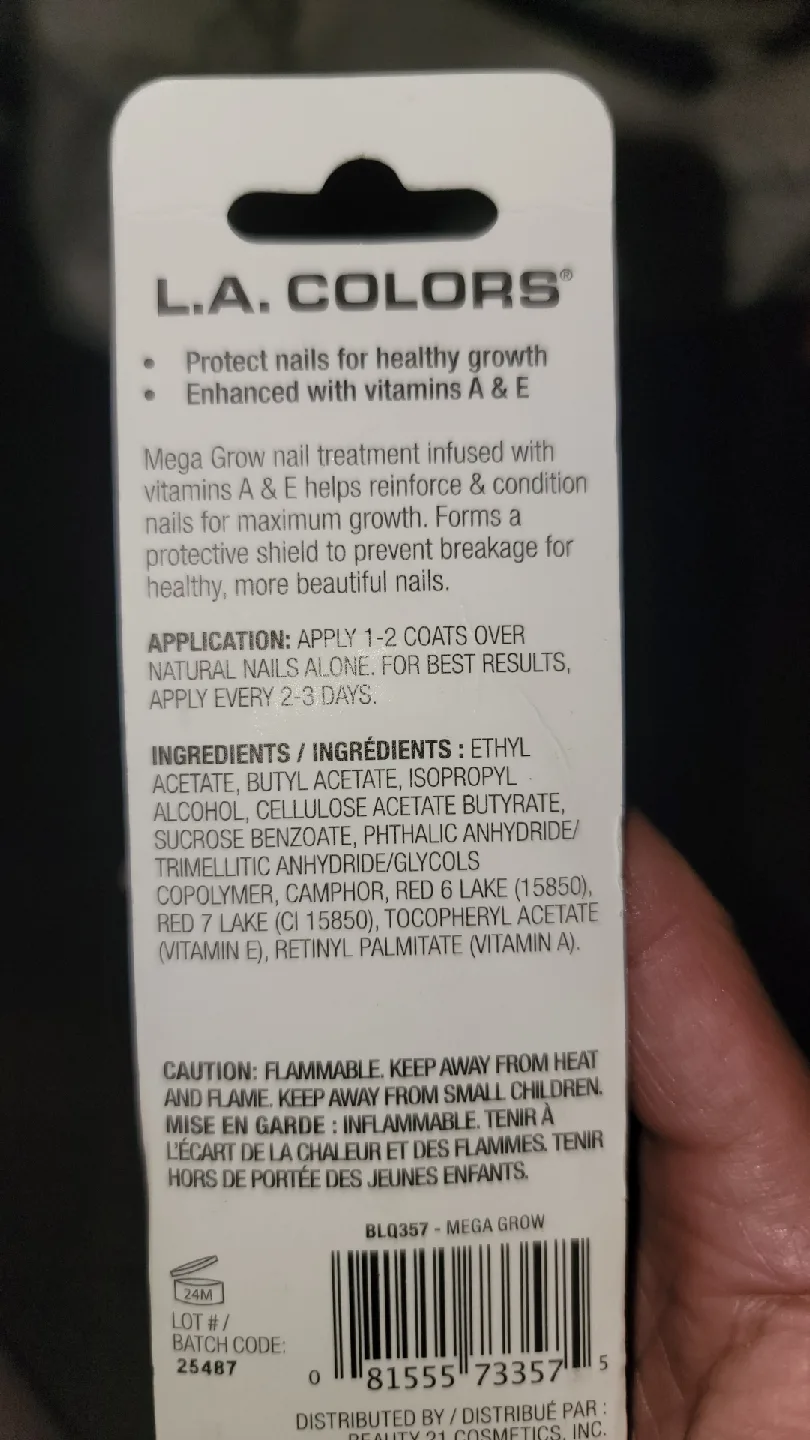 L.A. COLORS®
• Protect nails for healthy growth
• Enhanced with vitamins A & E
Mega Grow nail treatment infused with
vitamins A & E helps reinforce & condition
nails for maximum growth. Forms a
protective shield to prevent breakage for
healthy, more beautiful nails.
APPLICATION: APPLY 1-2 COATS OVER
NATURAL NAILS ALONE. FOR BEST RESULTS,
APPLY EVERY 2-3 DAYS.
INGREDIENTS / INGRÉDIENTS : ETHYL
ACETATE, BUTYL ACETATE, ISOPROPYL
ALCOHOL, CELLULOSE ACETATE BUTYRATE,
SUCROSE BENZOATE, PHTHALIC ANHYDRIDE/
TRIMELLITIC ANHYDRIDE/GLYCOLS
COPOLYMER, CAMPHOR, RED 6 LAKE (15850),
RED 7 LAKE (CI 15850), TOCOPHERYL ACETATE
(VITAMIN E), RETINYL PALMITATE (VITAMIN A).
CAUTION: FLAMMABLE. KEEP AWAY FROM HEAT
AND FLAME. KEEP AWAY FROM SMALL CHILDREN.
MISE EN GARDE : INFLAMMABLE. TENIR À
L'ÉCART DE LA CHALEUR ET DES FLAMMES. TENIR
HORS DE PORTÉE DES JEUNES ENFANTS.
BLQ357 - MEGA GROW
24M
LOT # /
BATCH CODE:
25487
0 81555 73357 5
DISTRIBUTED BY / DISTRIBUÉ PAR :
BEAUTY 21 COSMETICS, INC.